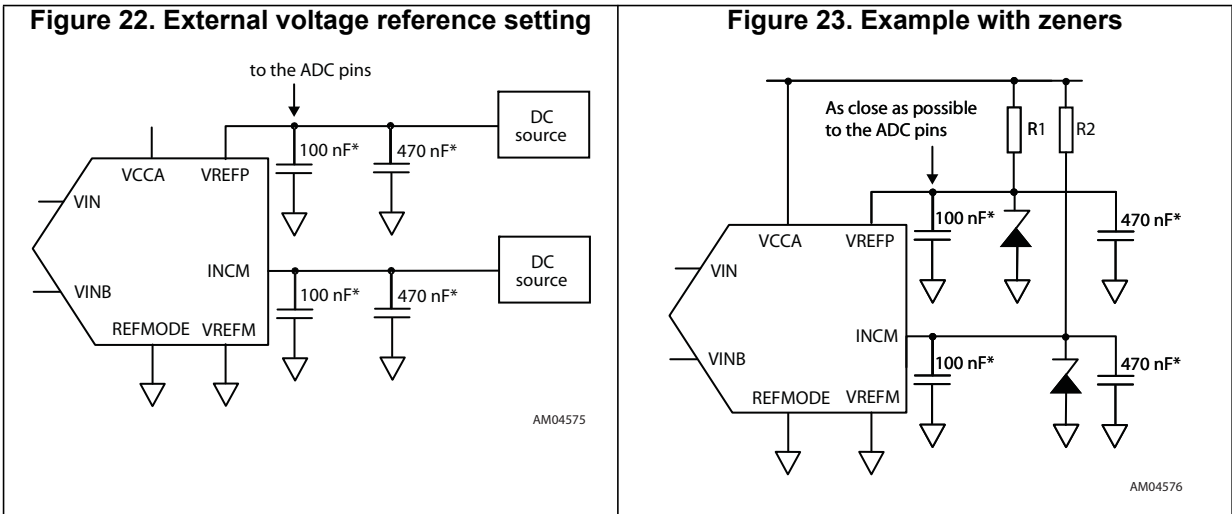 Figure 22. External voltage reference setting
to the ADC pins
DC
source
100 nF*
470 nF*
VCCA
VREFP
VIN
DC
source
INCM
VINB
100 nF*
470 nF*
REFMODE
VREFM
AM04575
Figure 23. Example with zeners
As close as possible
to the ADC pins
R1
R2
100 nF*
470 nF*
VCCA
VREFP
VIN
INCM
VINB
100 nF*
470 nF*
REFMODE
VREFM
AM04576